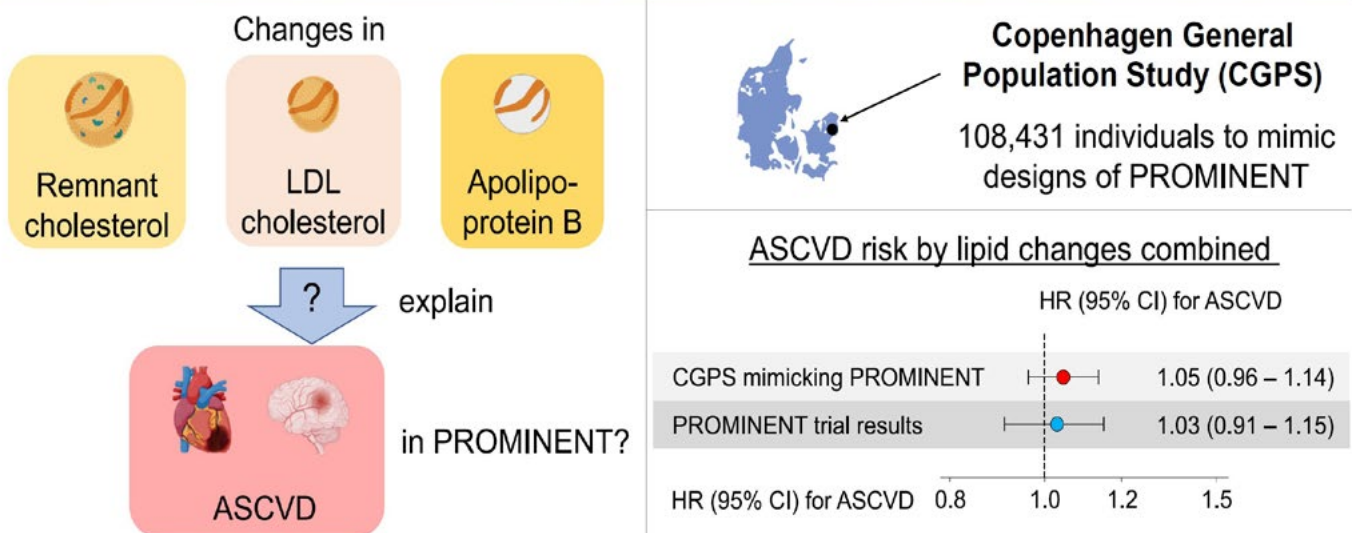 Changes in
Remnant
cholesterol
LDL
cholesterol
Apolipo-
protein B
?
explain
ASCVD
in PROMINENT?
Copenhagen General
Population Study (CGPS)
108,431 individuals to mimic
designs of PROMINENT
ASCVD risk by lipid changes combined
HR (95% CI) for ASCVD
CGPS mimicking PROMINENT 1.05 (0.96 – 1.14)
PROMINENT trial results 1.03 (0.91 – 1.15)
HR (95% CI) for ASCVD 0.8 1.0 1.2 1.5